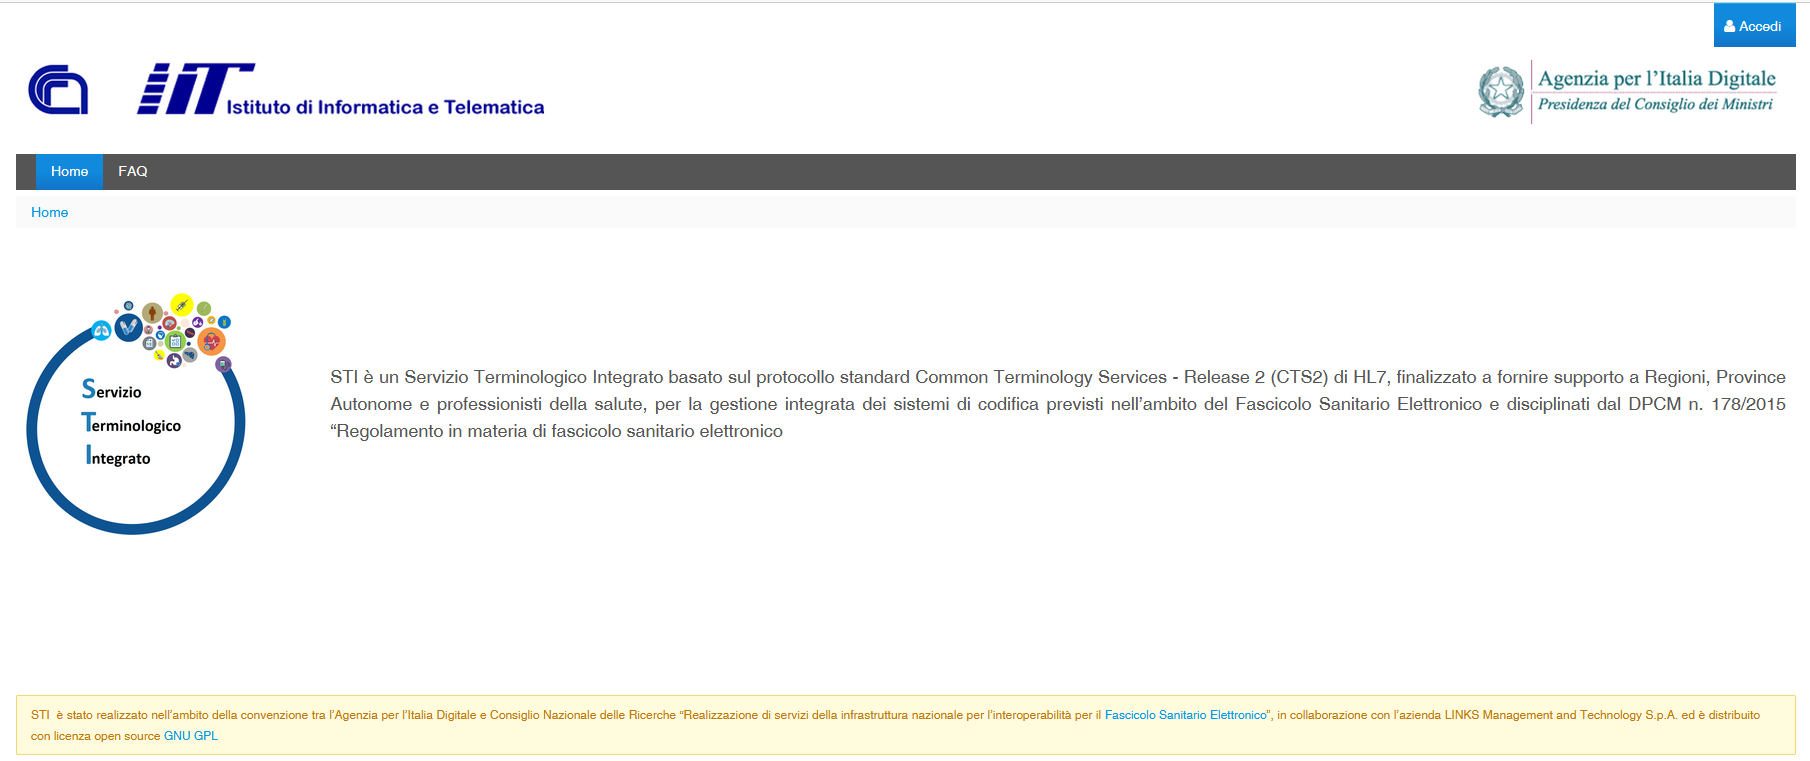 Accedi
IIT Istituto di Informatica e Telematica
Agenzia per l'Italia Digitale
Presidenza del Consiglio dei Ministri
Home FAQ
Home
Servizio
Terminologico
Integrato
STI è un Servizio Terminologico Integrato basato sul protocollo standard Common Terminology Services - Release 2 (CTS2) di HL7, finalizzato a fornire supporto a Regioni, Province
Autonome e professionisti della salute, per la gestione integrata dei sistemi di codifica previsti nell'ambito del Fascicolo Sanitario Elettronico e disciplinati dal DPCM n. 178/2015
“Regolamento in materia di fascicolo sanitario elettronico
STI è stato realizzato nell'ambito della convenzione tra l'Agenzia per l'Italia Digitale e Consiglio Nazionale delle Ricerche “Realizzazione di servizi della infrastruttura nazionale per l'interoperabilità per il Fascicolo Sanitario Elettronico”, in collaborazione con l'azienda LINKS Management and Technology S.p.A. ed è distribuito
con licenza open source GNU GPL